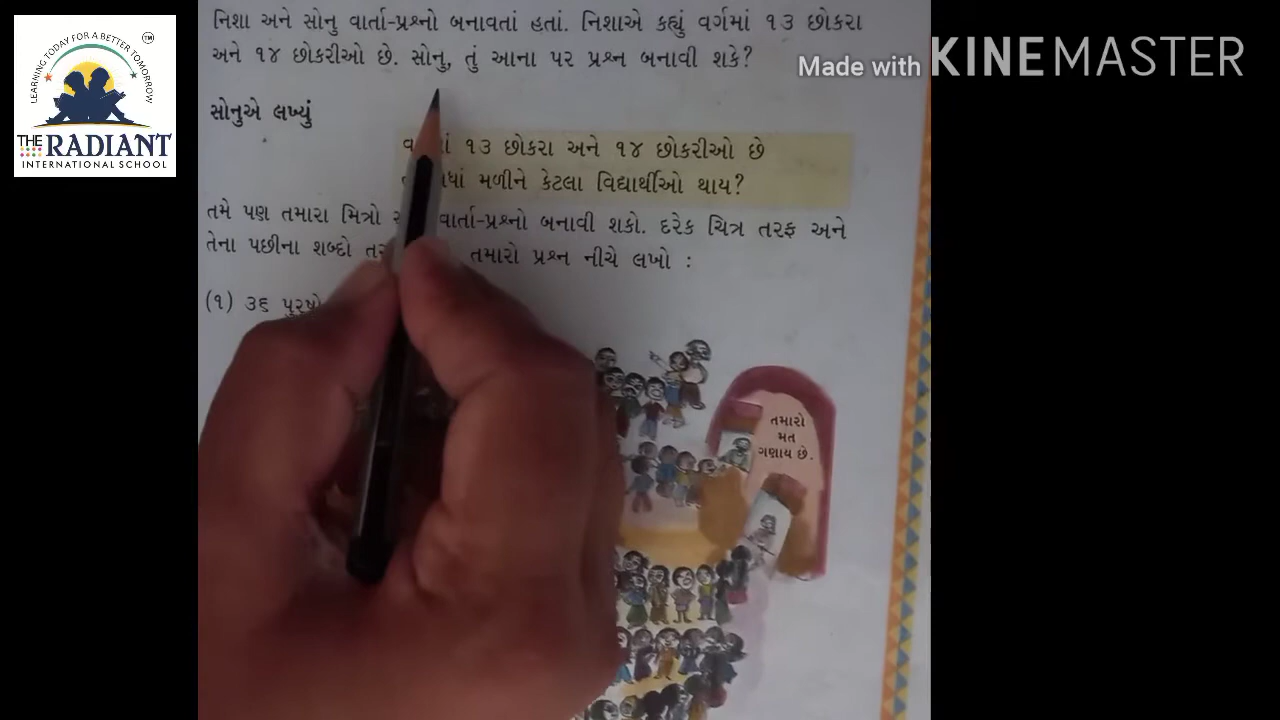 નિશા અને સોનુ વાર્તા-પ્રશ્નો બનાવતાં હતાં. નિશાએ કહ્યું વર્ગમાં ૧૩ છોકરા
અને ૧૪ છોકરીઓ છે. સોનુ, તું આના પર પ્રશ્ન બનાવી શકે?
Made with KINEMASTER
LEARNING TODAY FOR A BETTER TOMORROW
TM
THE RADIANT
INTERNATIONAL SCHOOL
સોનુએ લખ્યું
૧૩ છોકરા અને ૧૪ છોકરીઓ છે
મળીને કેટલા વિદ્યાર્થીઓ થાય?
તમે પણ તમારા મિત્રો વાર્તા-પ્રશ્નો બનાવી શકો. દરેક ચિત્ર તરફ અને
તેના પછીના શબ્દો તમારો પ્રશ્ન નીચે લખો :
(૧) ૩૬ પુરુષો
તમારો
મત
ગણાય છે.